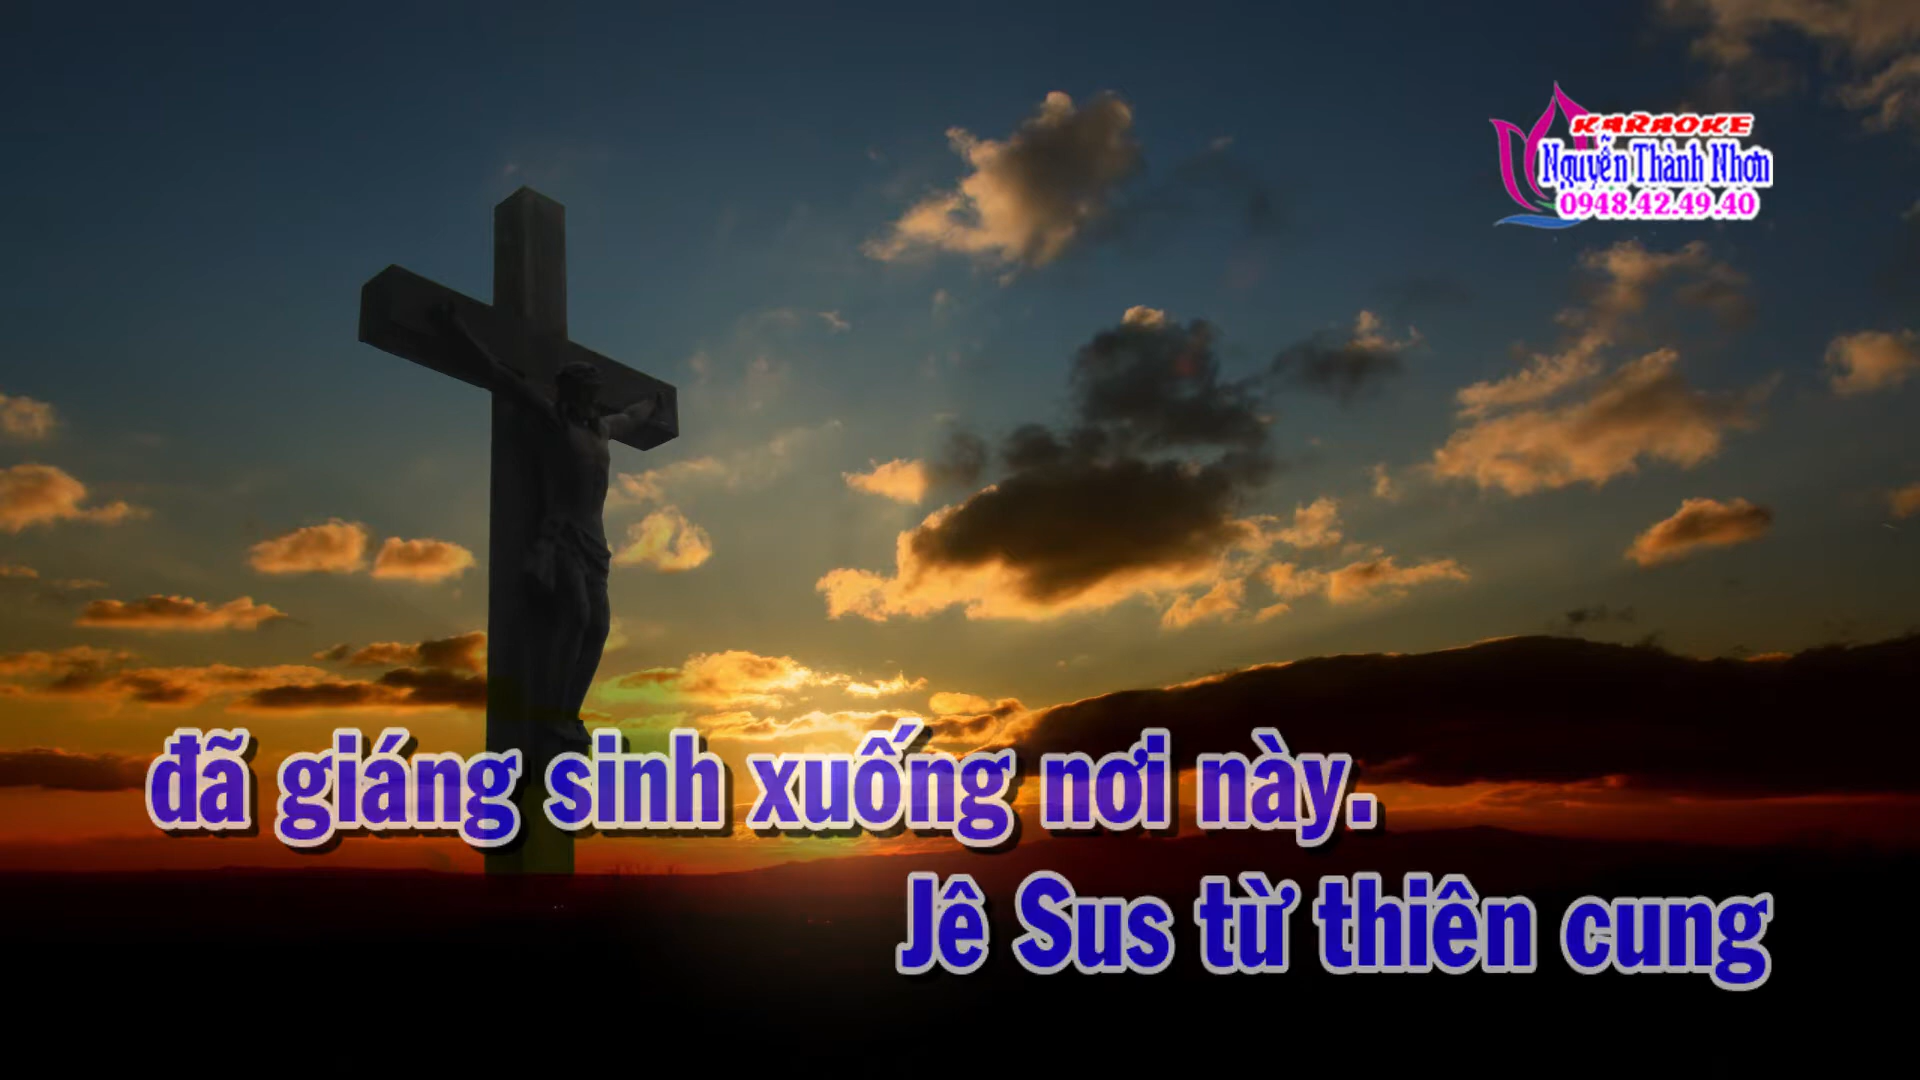 KARAOKE
Nguyễn Thành Nhơn
0948.42.49.40
đã giáng sinh xuống nơi này.
Jê Sus từ thiên cung